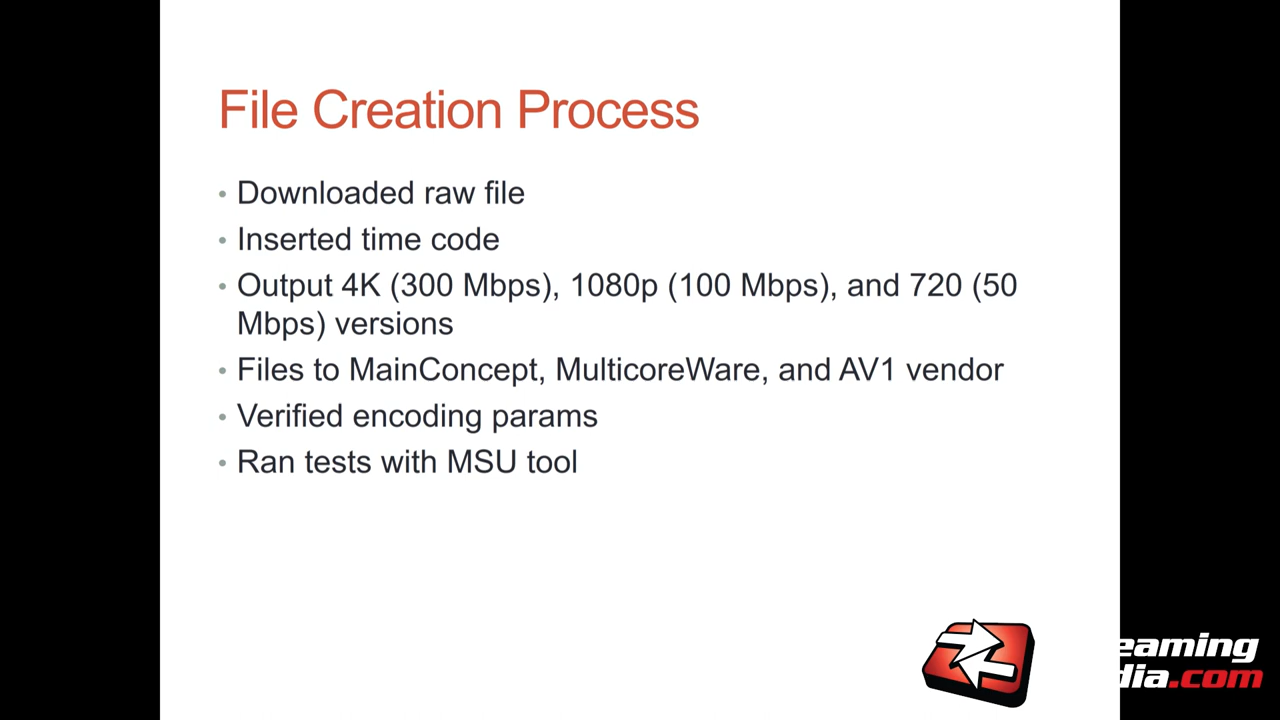 File Creation Process
• Downloaded raw file
• Inserted time code
• Output 4K (300 Mbps), 1080p (100 Mbps), and 720 (50
Mbps) versions
• Files to MainConcept, MulticoreWare, and AV1 vendor
• Verified encoding params
• Ran tests with MSU tool
eaming
dia.com